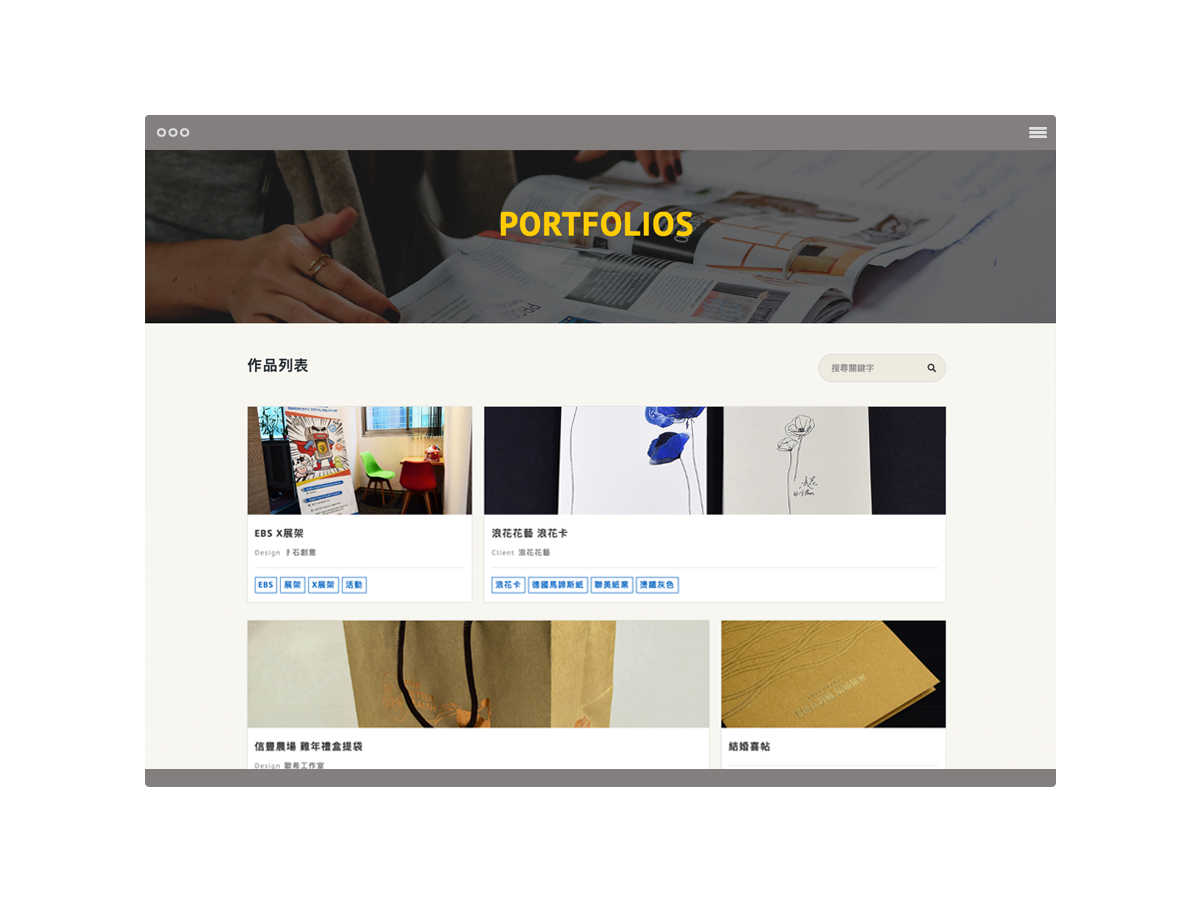 PORTFOLIOS
作品列表
搜尋關鍵字
EBS X展架
Design 丰石創意
EBS 展架 X展架 活動
浪花花藝 浪花卡
Client 浪花花藝
浪花卡 德國馬諦斯紙 聯美紙業 燙鐵灰色
信豐農場 雞年禮盒提袋
Design 歐希工作室
結婚喜帖